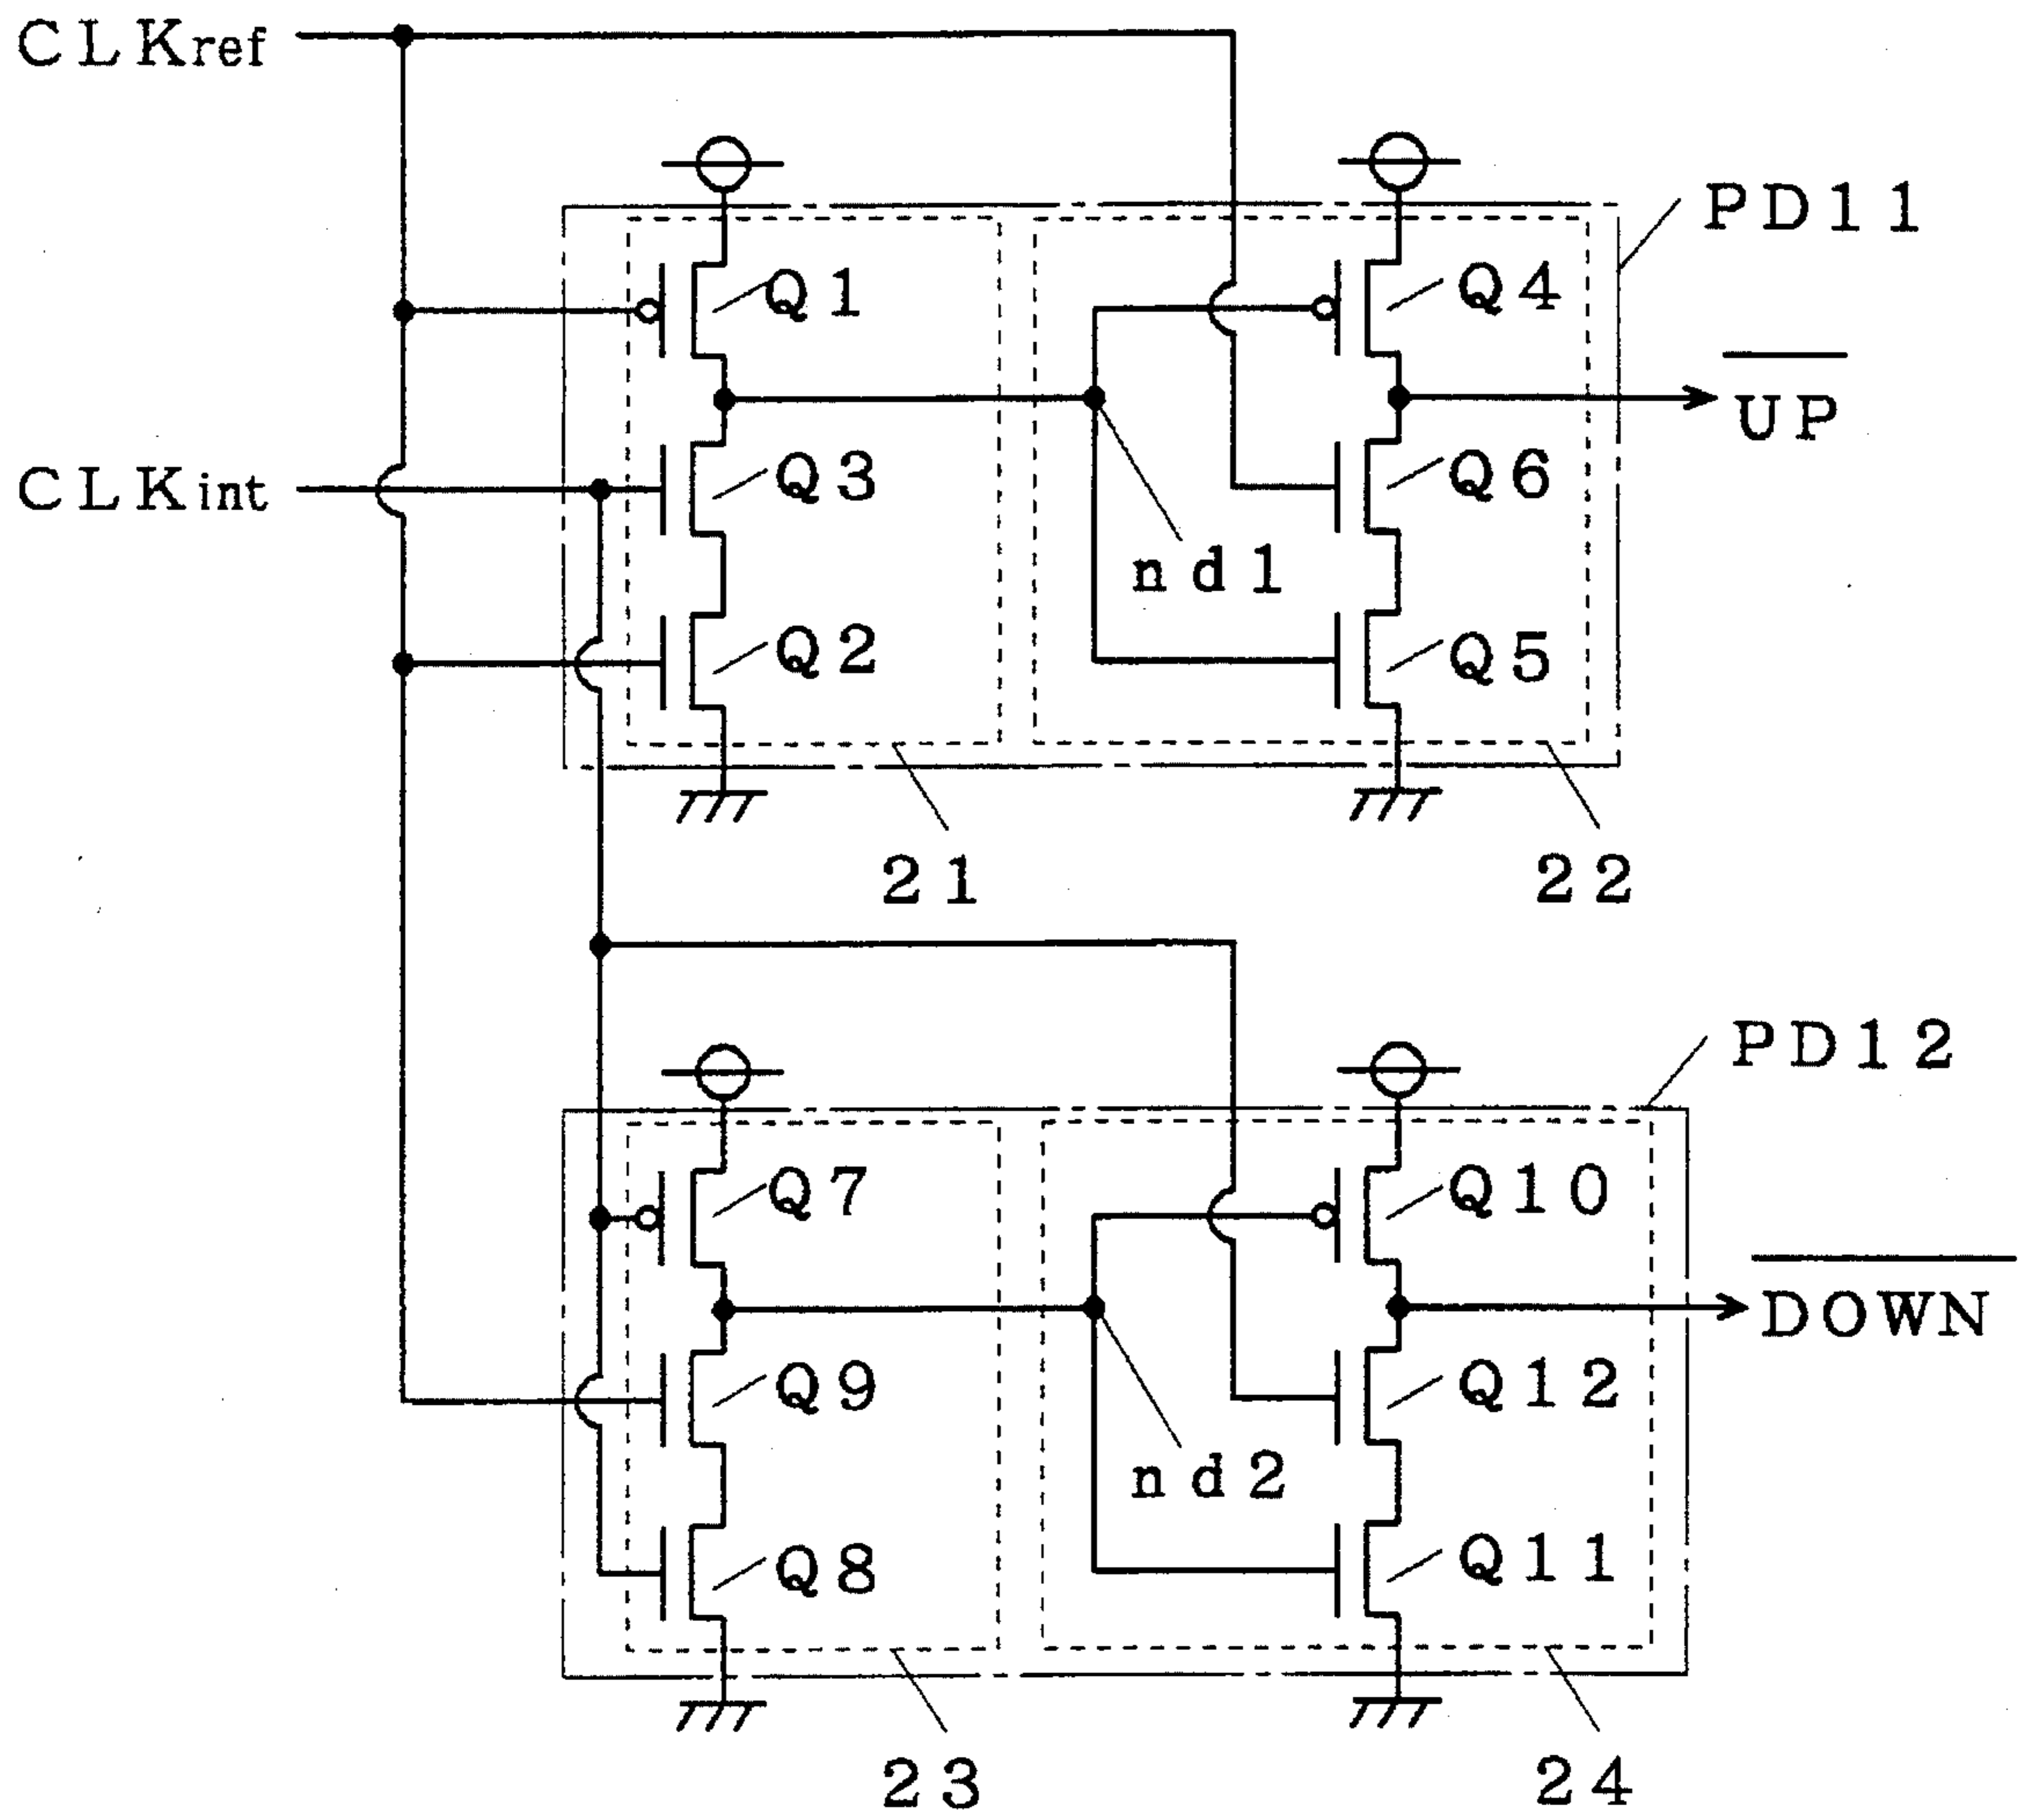 CLKref
PD11
Q1
Q4
UP
CLKint
Q3
Q6
nd1
Q2
Q5
21
22
PD12
Q7
Q10
DOWN
Q9
Q12
nd2
Q8
Q11
23
24